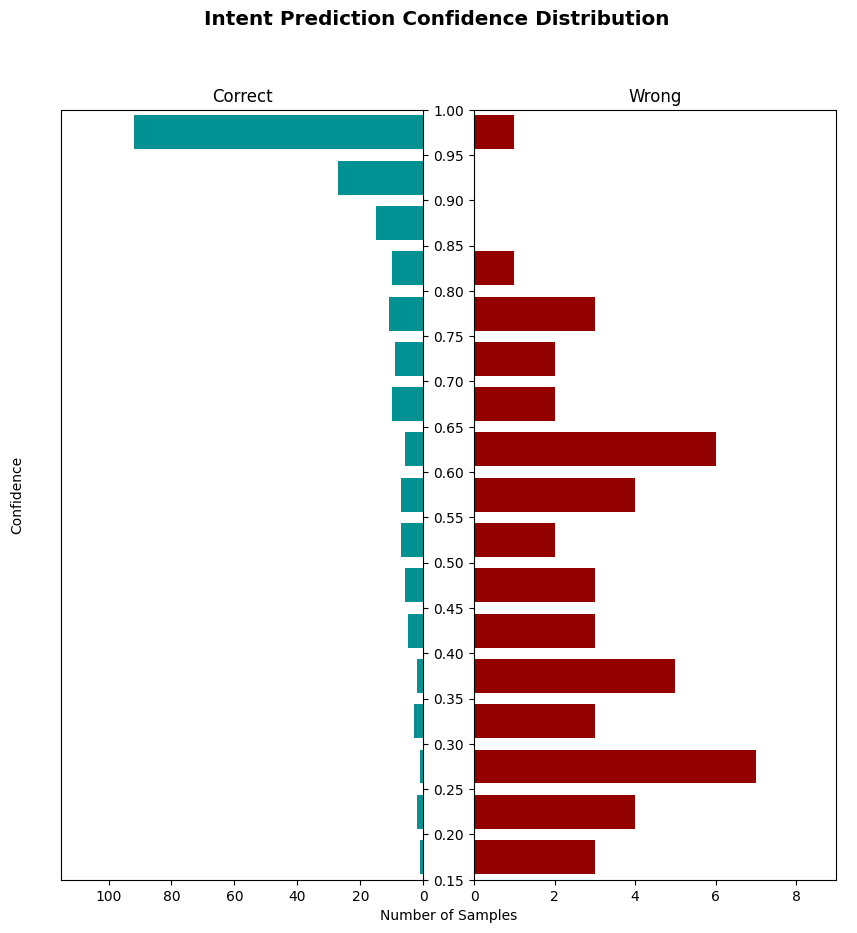 Intent Prediction Confidence Distribution
Correct
Wrong
1.00
0.95
0.90
0.85
0.80
0.75
0.70
0.65
0.60
0.55
0.50
0.45
0.40
0.35
0.30
0.25
0.20
0.15
Confidence
100 80 60 40 20 0
0 2 4 6 8
Number of Samples